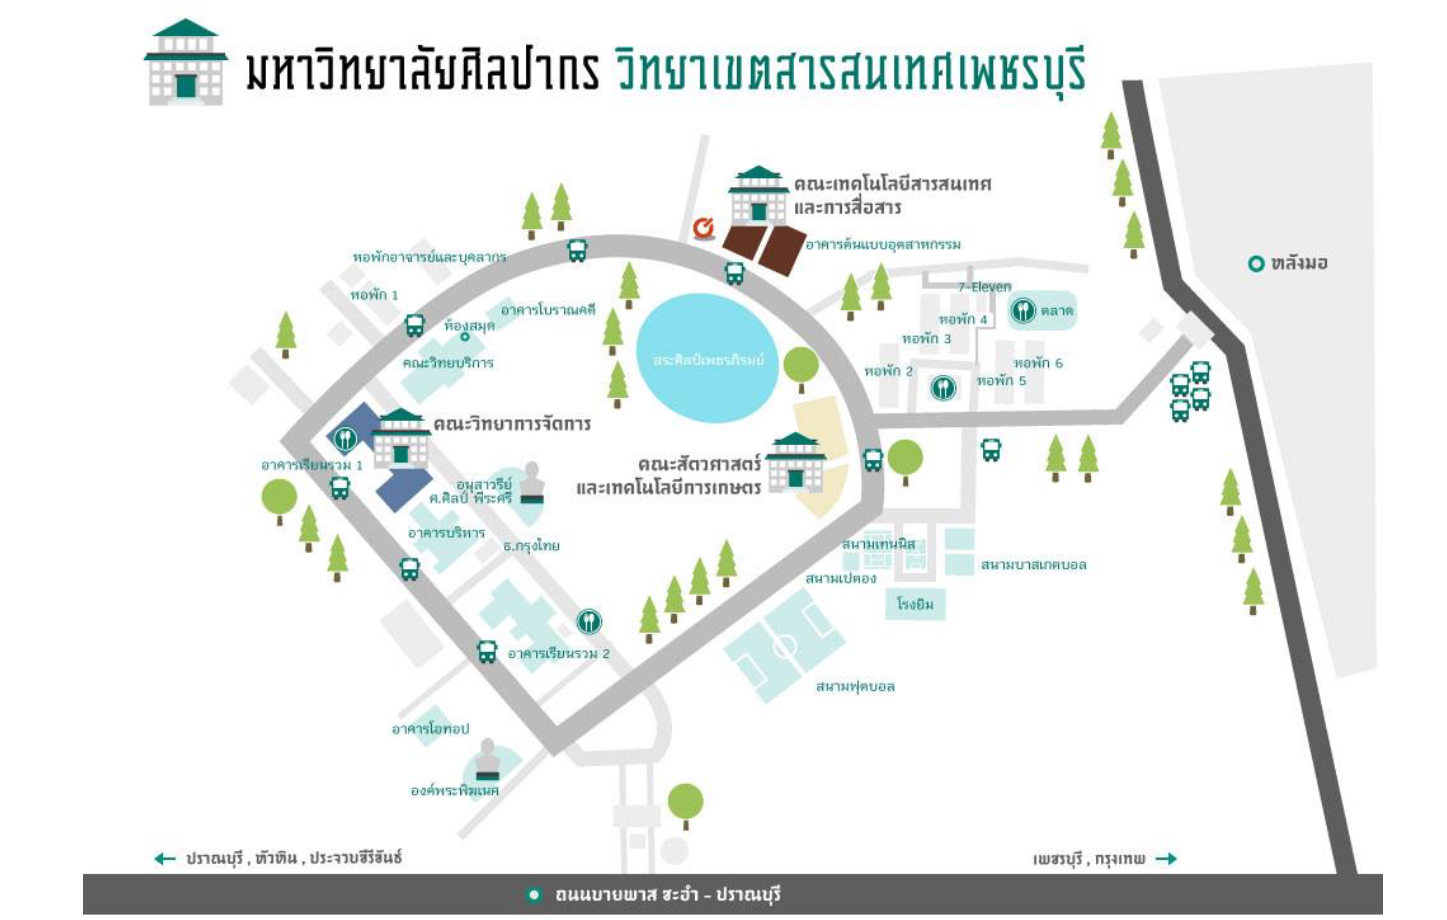 มหาวิทยาลัยศิลปากร วิทยาเขตสารสนเทศเพชรบุรี
คณะเทคโนโลยีสารสนเทศ
และการสื่อสาร
อาคารต้นแบบอุตสาหกรรม
หอพักอาจารย์และบุคลากร
หลังมอ
7-Eleven
หอพัก 1
อาคารโบราณคดี
ตลาด
หอพัก 4
ห้องสมุด
หอพัก 3
สระศิลป์เพชรภิรมย์
คณะวิทยบริการ
หอพัก 6
หอพัก 2
หอพัก 5
คณะวิทยาการจัดการ
อาคารเรียนรวม 1
คณะสัตวศาสตร์
และเทคโนโลยีการเกษตร
อนุสาวรีย์
ศ.ศิลป์ พีระศรี
อาคารบริหาร
ธ.กรุงไทย
สนามเทนนิส
สนามบาสเกตบอล
สนามเปตอง
โรงยิม
อาคารเรียนรวม 2
สนามฟุตบอล
อาคารโอทอป
องค์พระพิฆเนศ
ปราณบุรี , หัวหิน , ประจวบขีรีขันธ์
เพชรบุรี , กรุงเทพ
ถนนบายพาส ชะอำ - ปราณบุรี